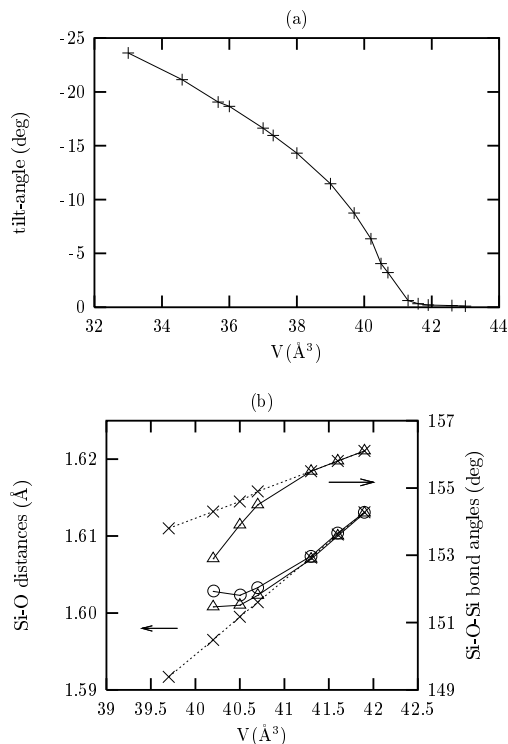 (a)
-25
-20
-15
-10
-5
0
tilt-angle (deg)
32 34 36 38 40 42 44
V(Å³)
(b)
1.62
1.61
1.60
1.59
Si-O distances (Å)
157
155
153
151
149
Si-O-Si bond angles (deg)
39 39.5 40 40.5 41 41.5 42 42.5
V(Å³)